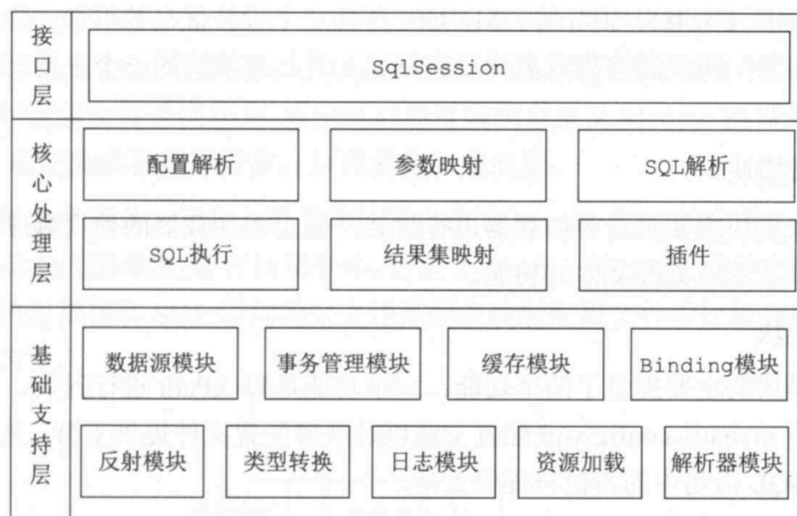 接口层
SqlSession
核心处理层
配置解析
参数映射
SQL解析
SQL执行
结果集映射
插件
基础支持层
数据源模块
事务管理模块
缓存模块
Binding模块
反射模块
类型转换
日志模块
资源加载
解析器模块